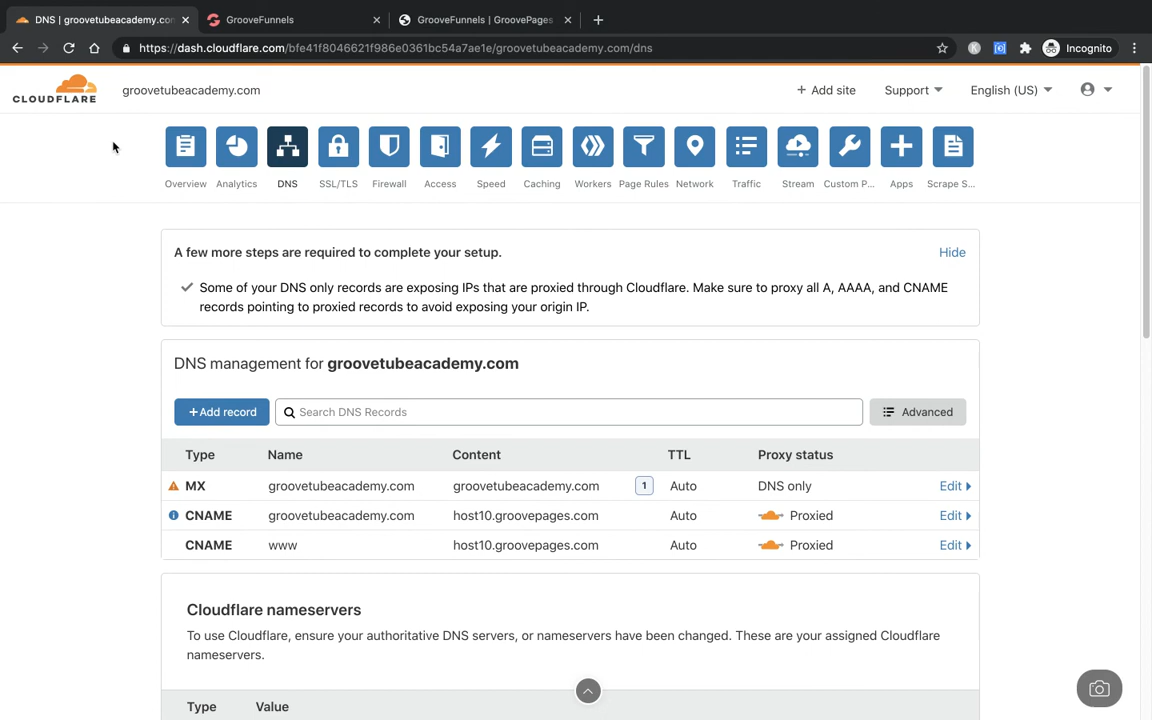 DNS | groovetubeacademy.com
GrooveFunnels
GrooveFunnels | GroovePages
https://dash.cloudflare.com/bfe41f8046621f986e0361bc54a7ae1e/groovetubeacademy.com/dns
Incognito
CLOUDFLARE
groovetubeacademy.com
+ Add site
Support
English (US)
Overview
Analytics
DNS
SSL/TLS
Firewall
Access
Speed
Caching
Workers
Page Rules
Network
Traffic
Stream
Custom P...
Apps
Scrape S...
A few more steps are required to complete your setup.
Hide
Some of your DNS only records are exposing IPs that are proxied through Cloudflare. Make sure to proxy all A, AAAA, and CNAME
records pointing to proxied records to avoid exposing your origin IP.
DNS management for groovetubeacademy.com
+Add record
Search DNS Records
Advanced
Type Name Content TTL Proxy status
MX groovetubeacademy.com groovetubeacademy.com 1 Auto DNS only Edit
CNAME groovetubeacademy.com host10.groovepages.com Auto Proxied Edit
CNAME www host10.groovepages.com Auto Proxied Edit
Cloudflare nameservers
To use Cloudflare, ensure your authoritative DNS servers, or nameservers have been changed. These are your assigned Cloudflare
nameservers.
Type Value